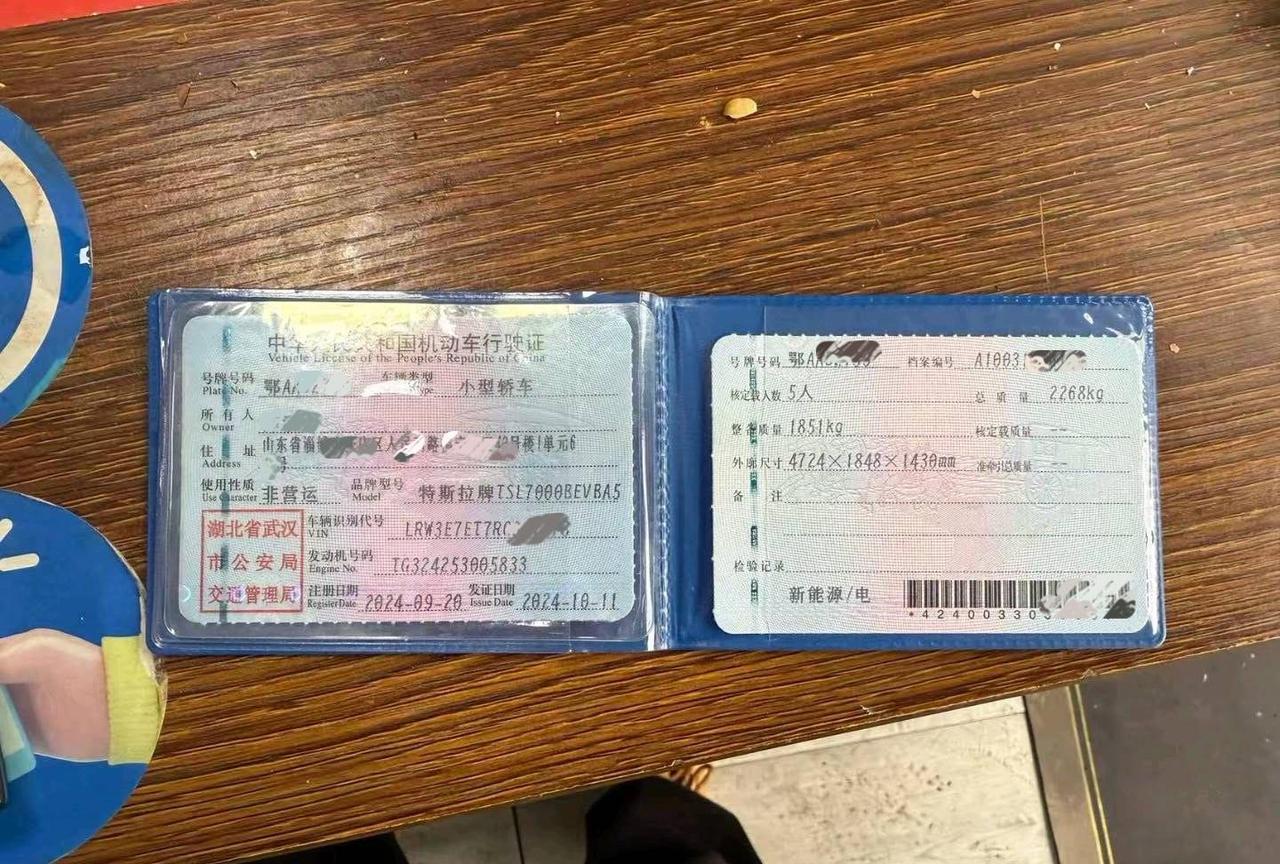 中华人民共和国机动车行驶证
Vehicle License of the People's Republic of China
号牌号码 鄂A 车辆类型 小型轿车
Plate No. Type
所有人
Owner
住址 山东省淄 号楼1单元6
Address 号
使用性质 非营运 品牌型号 特斯拉牌TSL7000BEVBA5
Use Character Model
湖北省武汉
市公安局
交通管理局
车辆识别代号 LRW3E7ET7RC
VIN
发动机号码 TG324253005833
Engine No.
注册日期 2024-09-20 发证日期 2024-10-11
Register Date Issue Date
号牌号码 鄂A 档案编号 A1003
核定载人数 5人 总质量 2268kg
整备质量 1851kg 核定载质量 --
外廓尺寸 4724×1848×1430mm 准牵引总质量 --
备注
检验记录
新能源/电
*424003303